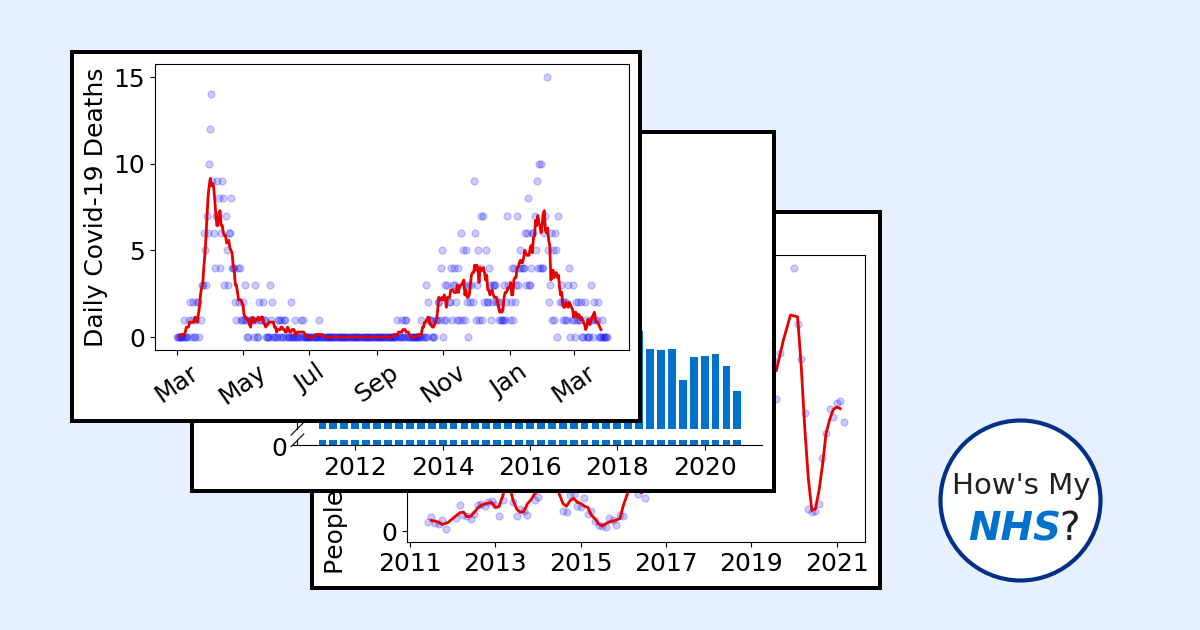 Daily Covid-19 Deaths
15
10
5
0
Mar May Jul Sep Nov Jan Mar
0
2012 2014 2016 2018 2020
People
0
2011 2013 2015 2017 2019 2021
How's My
NHS?